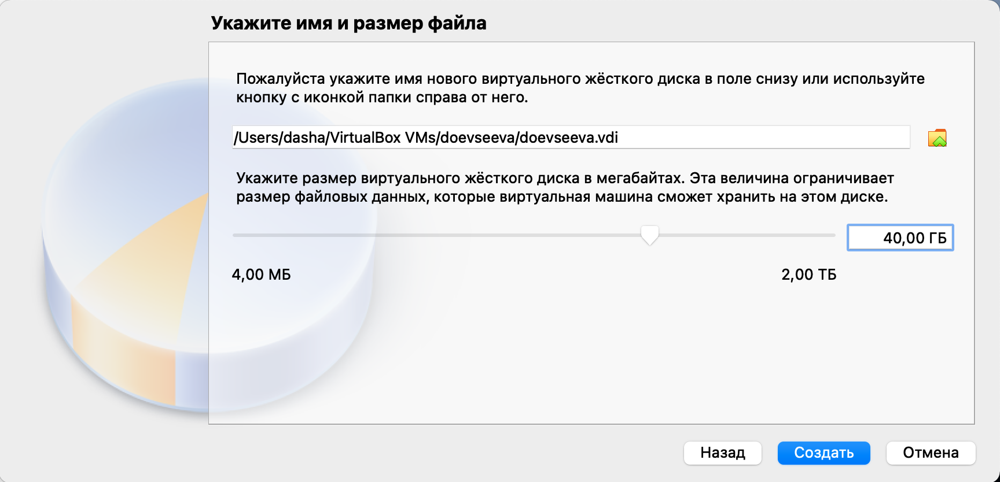 Укажите имя и размер файла
Пожалуйста укажите имя нового виртуального жёсткого диска в поле снизу или используйте
кнопку с иконкой папки справа от него.
/Users/dasha/VirtualBox VMs/doevseeva/doevseeva.vdi
Укажите размер виртуального жёсткого диска в мегабайтах. Эта величина ограничивает
размер файловых данных, которые виртуальная машина сможет хранить на этом диске.
40,00 ГБ
4,00 МБ 2,00 ТБ
Назад Создать Отмена